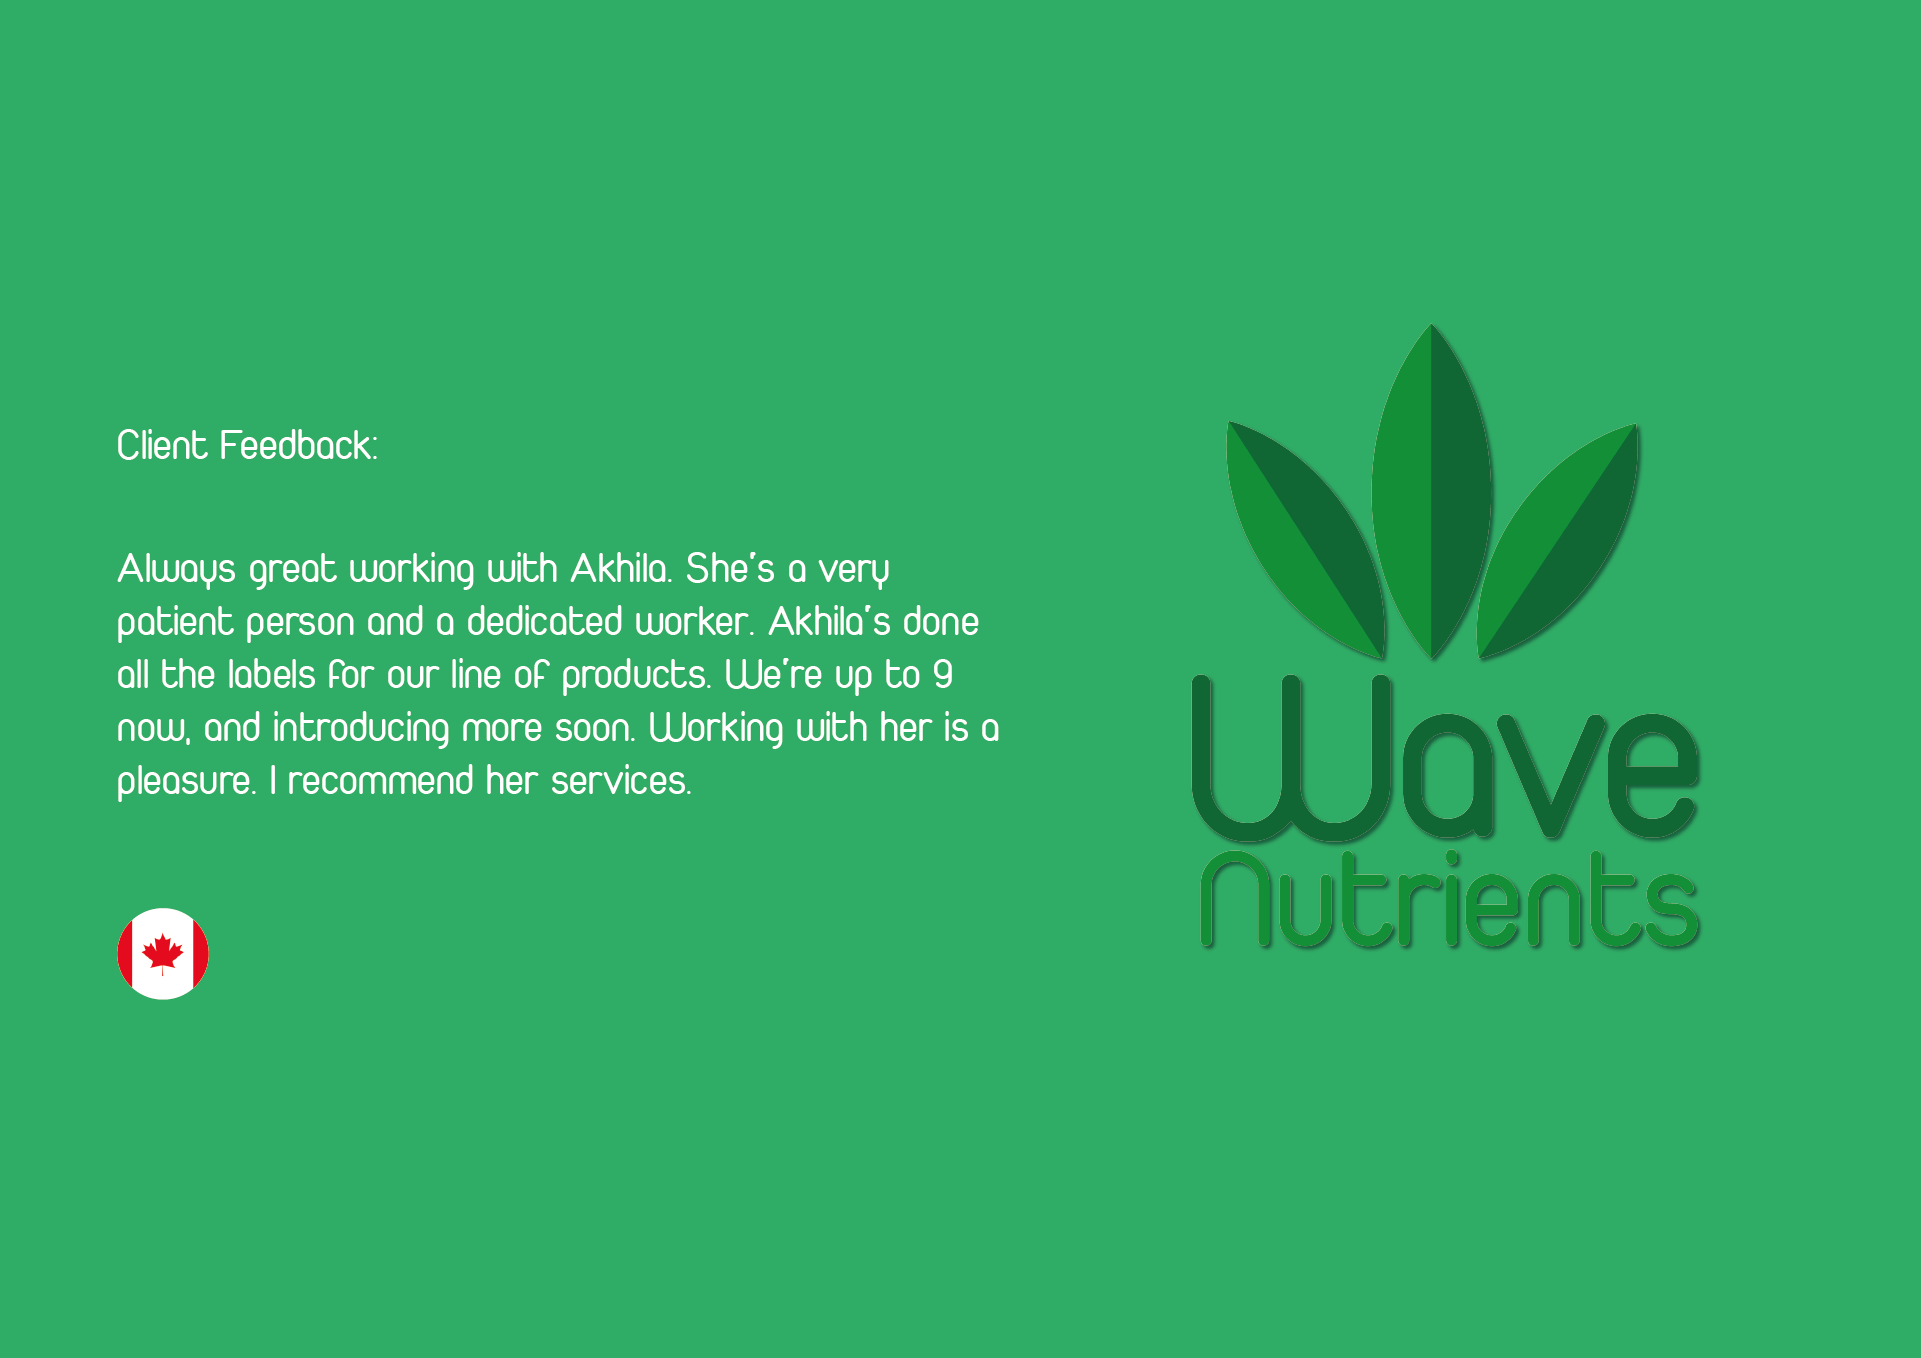 Client Feedback:
Always great working with Akhila. She's a very
patient person and a dedicated worker. Akhila's done
all the labels for our line of products. We're up to 9
now, and introducing more soon. Working with her is a
pleasure. I recommend her services.
Wave
Nutrients